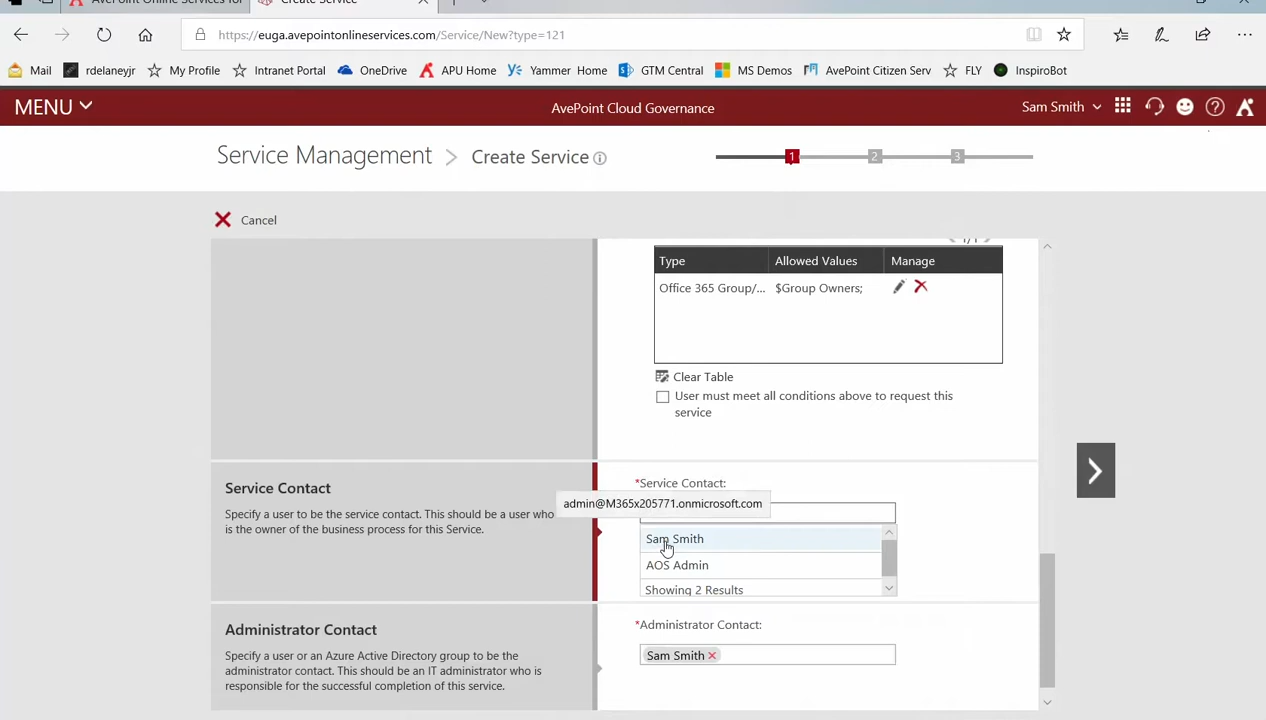 AvePoint Online Services for
Create Service
https://euga.avepointonlineservices.com/Service/New?type=121
Mail rdelaneyjr My Profile Intranet Portal OneDrive APU Home Yammer Home GTM Central MS Demos AvePoint Citizen Serv FLY InspiroBot
MENU AvePoint Cloud Governance Sam Smith
Service Management > Create Service 1 2 3
Cancel
1/1
Type Allowed Values Manage
Office 365 Group/... $Group Owners;
Clear Table
User must meet all conditions above to request this
service
Service Contact
Specify a user to be the service contact. This should be a user who
is the owner of the business process for this Service.
*Service Contact:
admin@M365x205771.onmicrosoft.com
Sam Smith
AOS Admin
Showing 2 Results
Administrator Contact
Specify a user or an Azure Active Directory group to be the
administrator contact. This should be an IT administrator who is
responsible for the successful completion of this service.
*Administrator Contact:
Sam Smith